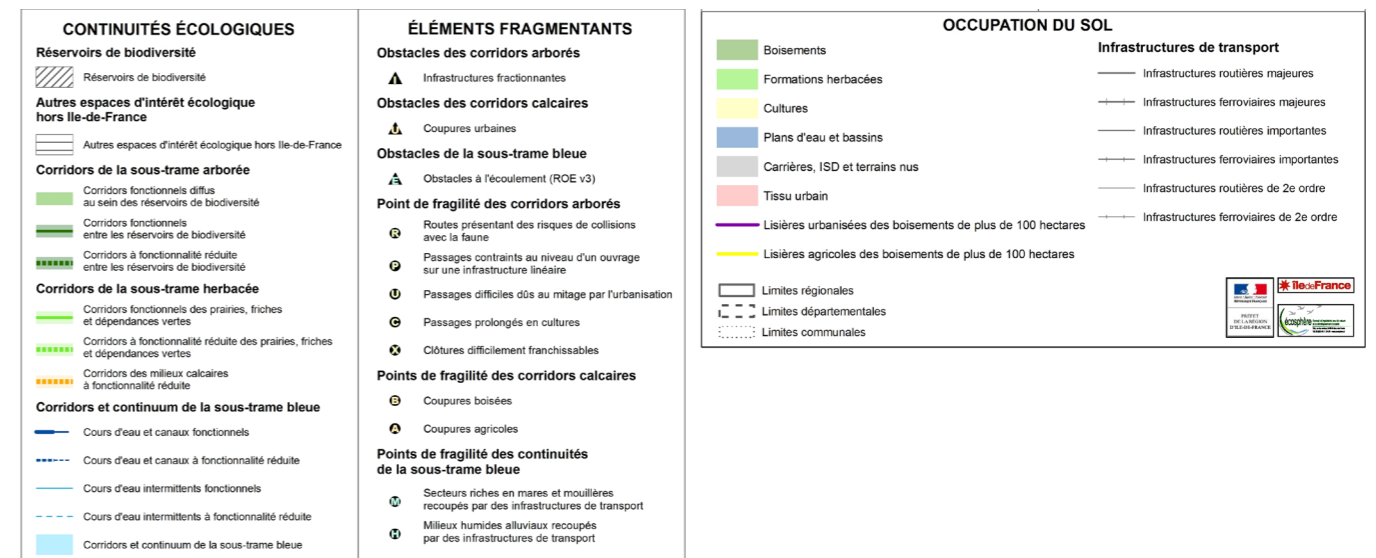 CONTINUITÉS ÉCOLOGIQUES
Réservoirs de biodiversité
Réservoirs de biodiversité
Autres espaces d'intérêt écologique
hors Ile-de-France
Autres espaces d'intérêt écologique hors Ile-de-France
Corridors de la sous-trame arborée
Corridors fonctionnels diffus
au sein des réservoirs de biodiversité
Corridors fonctionnels
entre les réservoirs de biodiversité
Corridors à fonctionnalité réduite
entre les réservoirs de biodiversité
Corridors de la sous-trame herbacée
Corridors fonctionnels des prairies, friches
et dépendances vertes
Corridors à fonctionnalité réduite des prairies, friches
et dépendances vertes
Corridors des milieux calcaires
à fonctionnalité réduite
Corridors et continuum de la sous-trame bleue
Cours d'eau et canaux fonctionnels
Cours d'eau et canaux à fonctionnalité réduite
Cours d'eau intermittents fonctionnels
Cours d'eau intermittents à fonctionnalité réduite
Corridors et continuum de la sous-trame bleue
ÉLÉMENTS FRAGMENTANTS
Obstacles des corridors arborés
Infrastructures fractionnantes
Obstacles des corridors calcaires
U Coupures urbaines
Obstacles de la sous-trame bleue
Obstacles à l'écoulement (ROE v3)
Point de fragilité des corridors arborés
Routes présentant des risques de collisions
R
avec la faune
Passages contraints au niveau d'un ouvrage
P
sur une infrastructure linéaire
U Passages difficiles dûs au mitage par l'urbanisation
C Passages prolongés en cultures
X Clôtures difficilement franchissables
Points de fragilité des corridors calcaires
B Coupures boisées
A Coupures agricoles
Points de fragilité des continuités
de la sous-trame bleue
Secteurs riches en mares et mouillères
M
recoupés par des infrastructures de transport
Milieux humides alluviaux recoupés
H
par des infrastructures de transport
OCCUPATION DU SOL
Boisements
Formations herbacées
Cultures
Plans d'eau et bassins
Carrières, ISD et terrains nus
Tissu urbain
Lisières urbanisées des boisements de plus de 100 hectares
Lisières agricoles des boisements de plus de 100 hectares
Limites régionales
Limites départementales
Limites communales
Infrastructures de transport
Infrastructures routières majeures
Infrastructures ferroviaires majeures
Infrastructures routières importantes
Infrastructures ferroviaires importantes
Infrastructures routières de 2e ordre
Infrastructures ferroviaires de 2e ordre
PRÉFET
DE LA RÉGION
D'ILE-DE-FRANCE
îledeFrance
écosphère